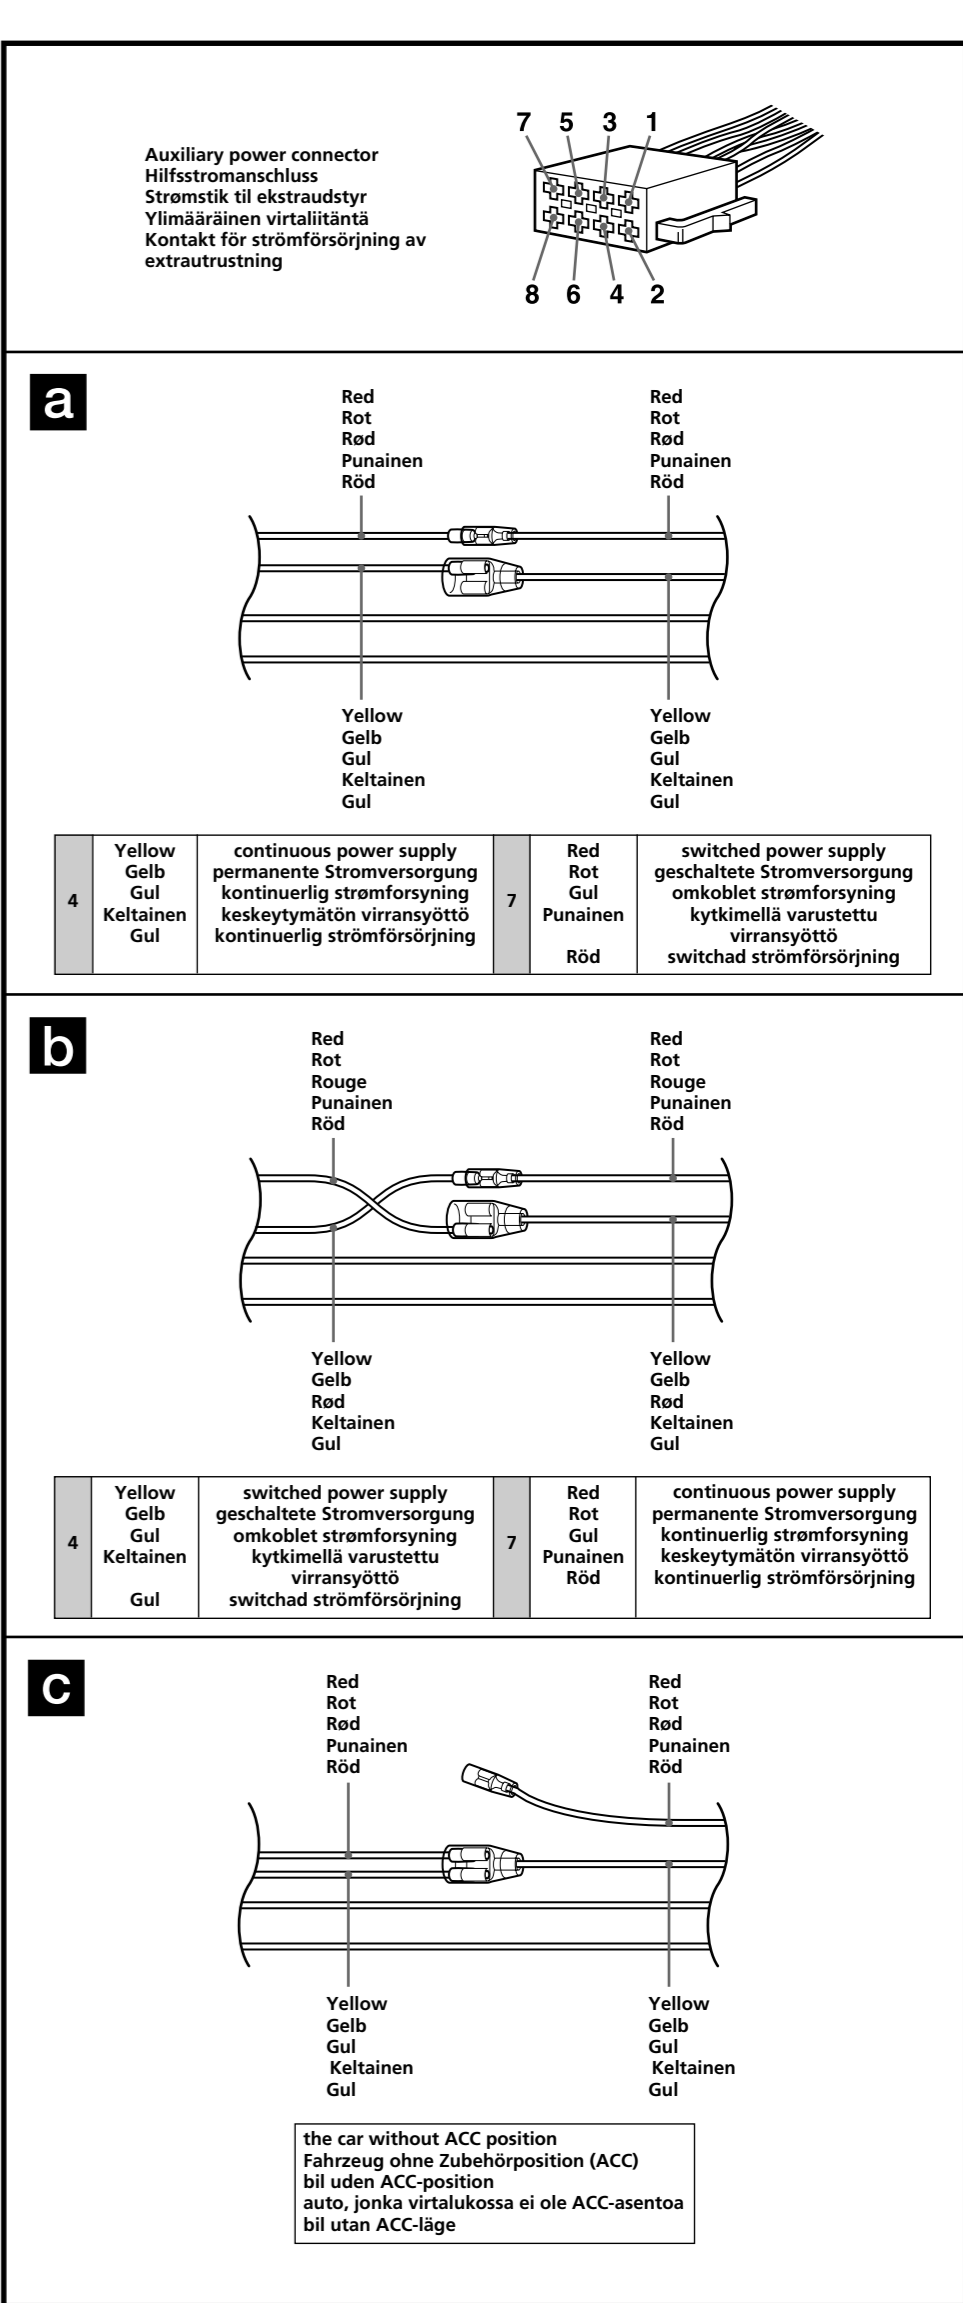 Auxiliary power connector
Hilfsstromanschluss
Strømstik til ekstraudstyr
Ylimääräinen virtaliitäntä
Kontakt för strömförsörjning av
extrautrustning
7 5 3 1
8 6 4 2
a
Red
Rot
Rød
Punainen
Röd
Red
Rot
Rød
Punainen
Röd
Yellow
Gelb
Gul
Keltainen
Gul
Yellow
Gelb
Gul
Keltainen
Gul
4
Yellow
Gelb
Gul
Keltainen
Gul
continuous power supply
permanente Stromversorgung
kontinuerlig strømforsyning
keskeytymätön virransyöttö
kontinuerlig strömförsörjning
7
Red
Rot
Gul
Punainen
Röd
switched power supply
geschaltete Stromversorgung
omkoblet strømforsyning
kytkimellä varustettu
virransyöttö
switchad strömförsörjning
b
Red
Rot
Rouge
Punainen
Röd
Red
Rot
Rouge
Punainen
Röd
Yellow
Gelb
Rød
Keltainen
Gul
Yellow
Gelb
Rød
Keltainen
Gul
4
Yellow
Gelb
Gul
Keltainen
Gul
switched power supply
geschaltete Stromversorgung
omkoblet strømforsyning
kytkimellä varustettu
virransyöttö
switchad strömförsörjning
7
Red
Rot
Gul
Punainen
Röd
continuous power supply
permanente Stromversorgung
kontinuerlig strømforsyning
keskeytymätön virransyöttö
kontinuerlig strömförsörjning
c
Red
Rot
Rød
Punainen
Röd
Red
Rot
Rød
Punainen
Röd
Yellow
Gelb
Gul
Keltainen
Gul
Yellow
Gelb
Gul
Keltainen
Gul
the car without ACC position
Fahrzeug ohne Zubehörposition (ACC)
bil uden ACC-position
auto, jonka virtalukossa ei ole ACC-asentoa
bil utan ACC-läge